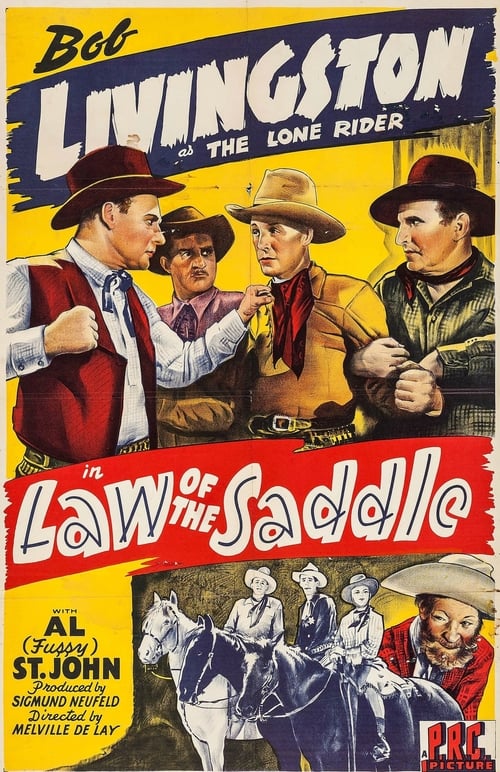 Bob
LIVINGSTON
as THE LONE RIDER
in
LAW OF THE Saddle
WITH
AL
(Fussy)
ST. JOHN
Produced by
SIGMUND NEUFELD
Directed by
MELVILLE DE LAY
A P.R.C.
PICTURE